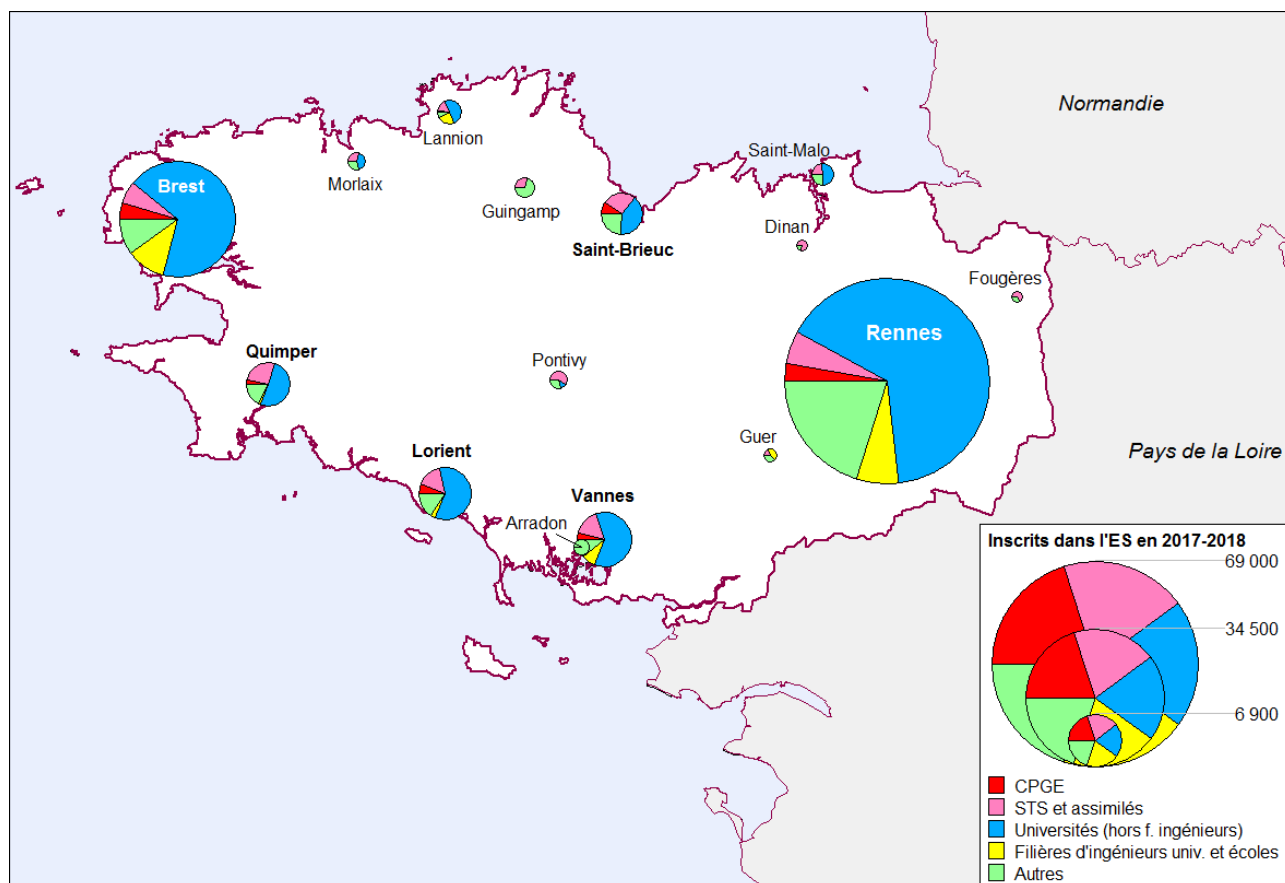 Normandie
Lannion
Saint-Malo
Morlaix
Brest
Guingamp
Dinan
Saint-Brieuc
Fougères
Rennes
Quimper
Pontivy
Guer
Lorient
Pays de la Loire
Vannes
Arradon
Inscrits dans l'ES en 2017-2018
69 000
34 500
6 900
CPGE
STS et assimilés
Universités (hors f. ingénieurs)
Filières d'ingénieurs univ. et écoles
Autres